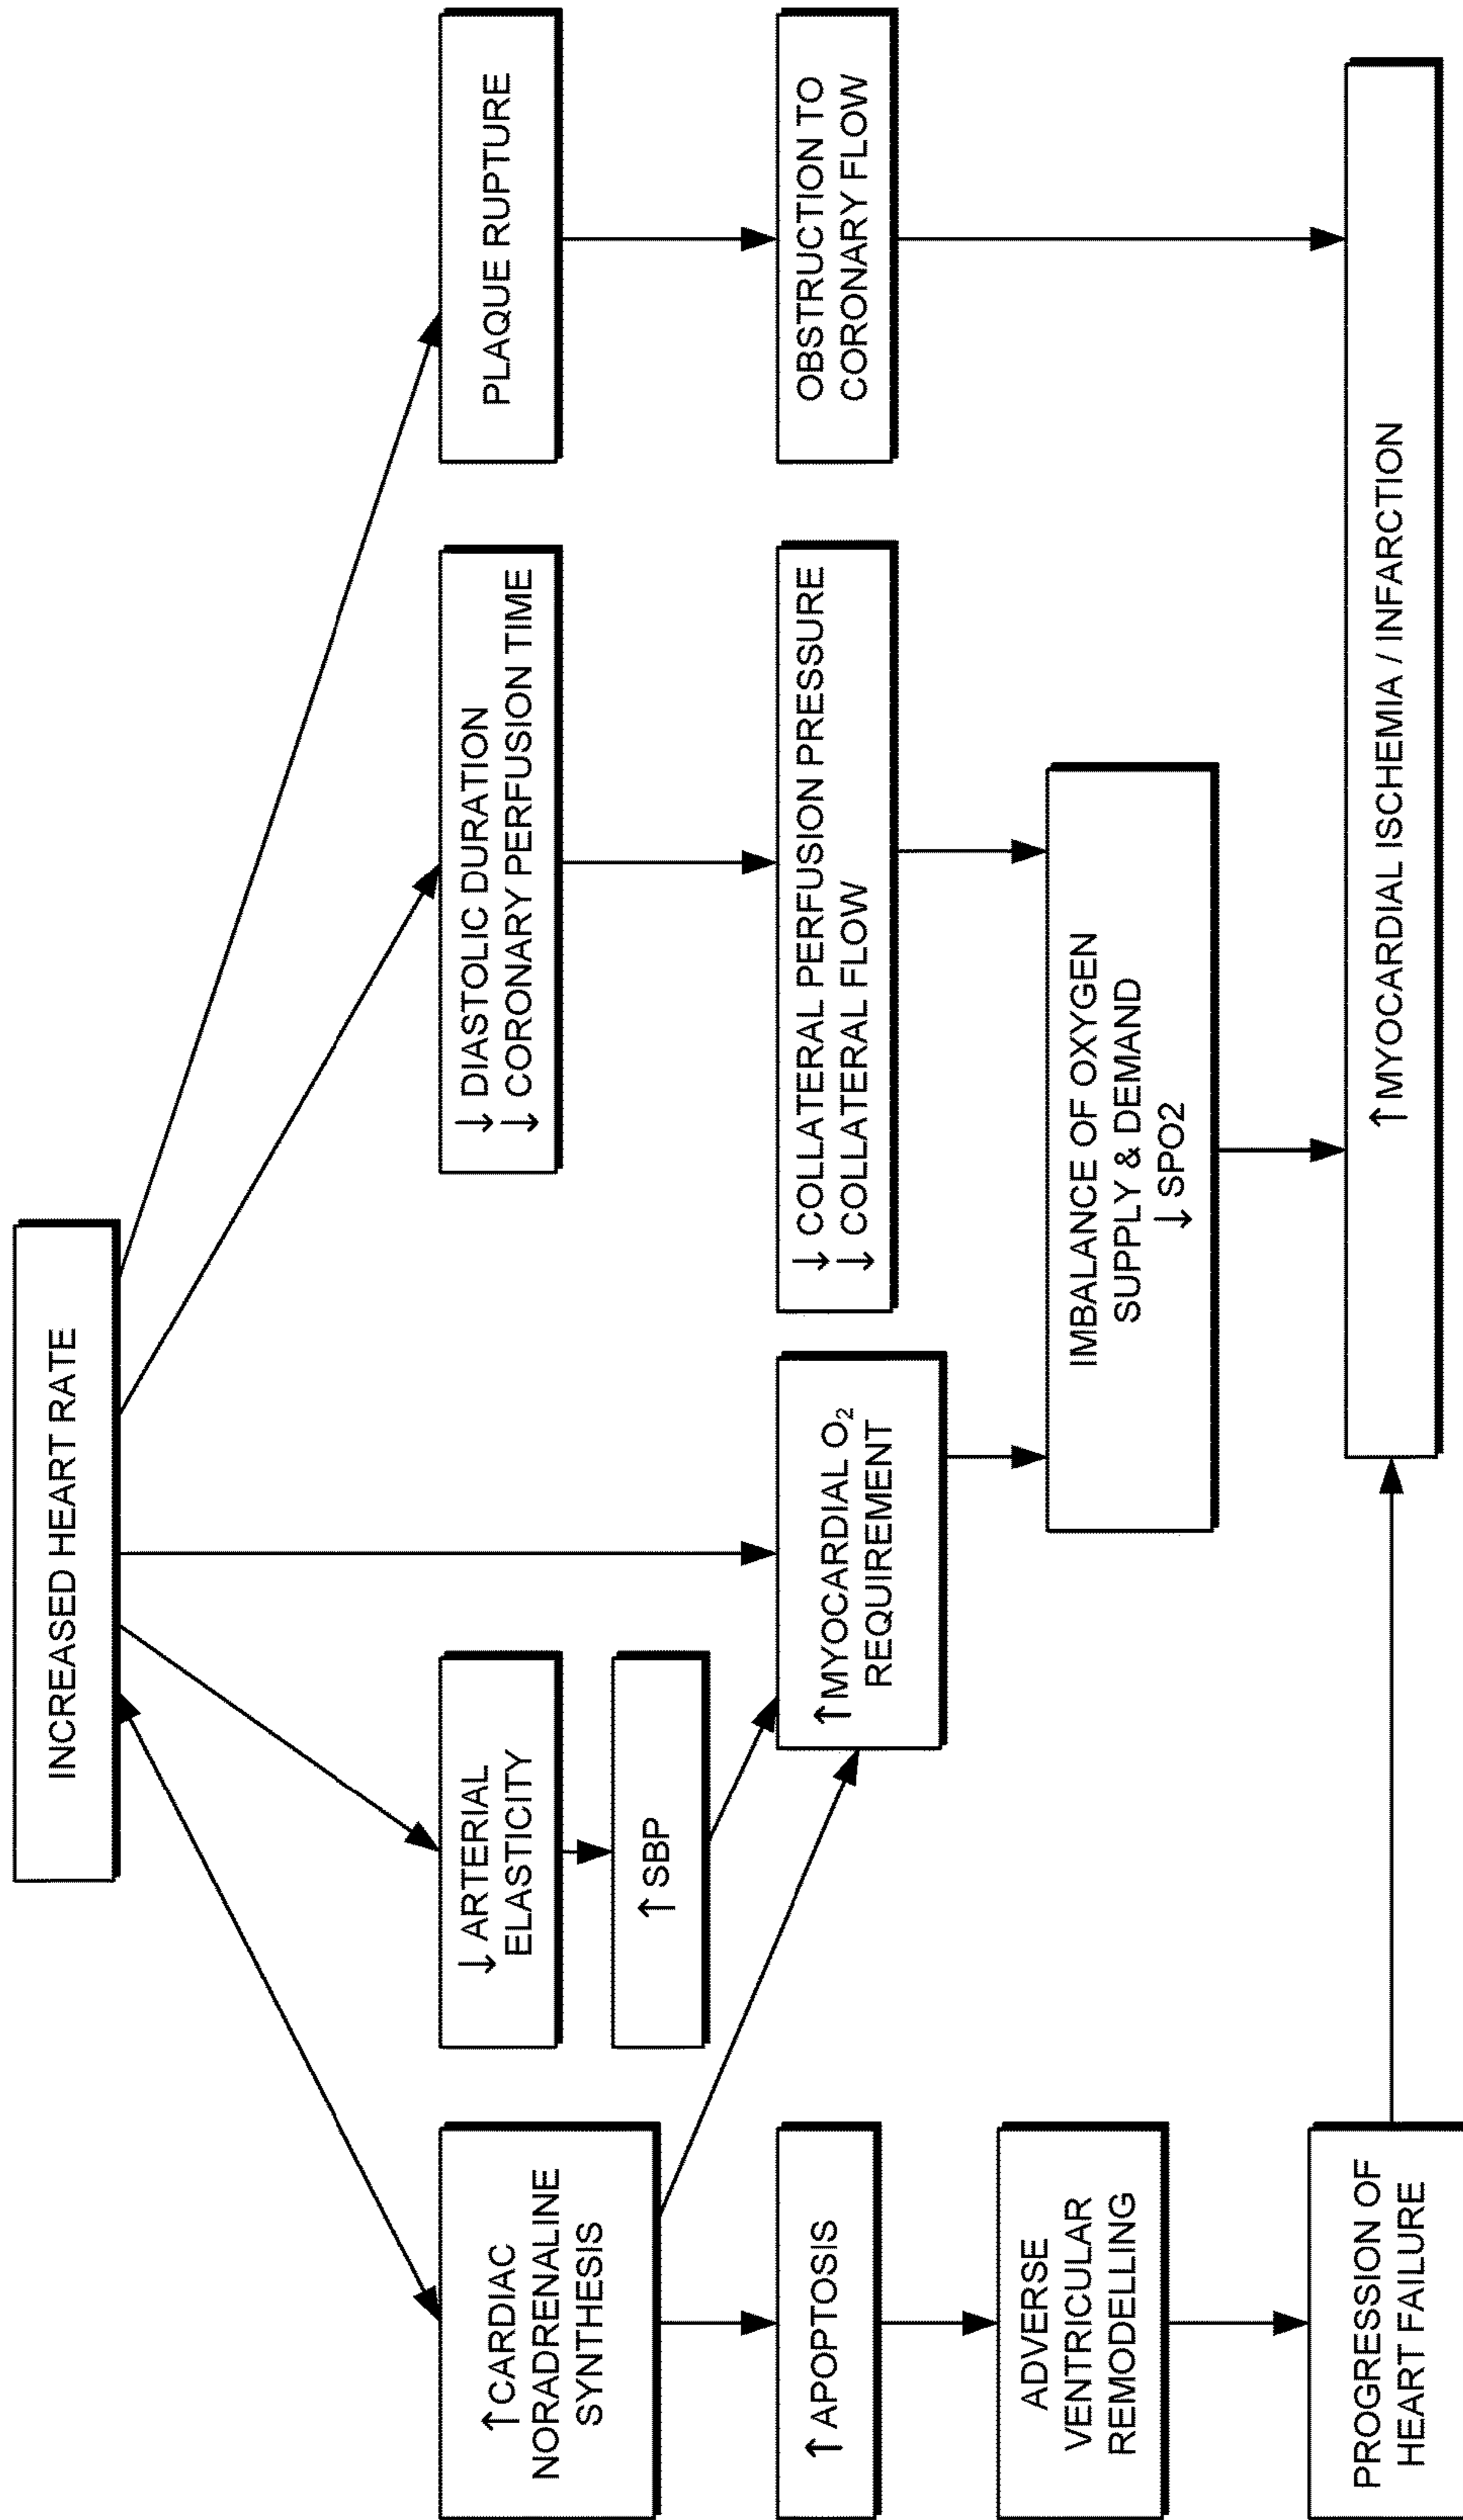 INCREASED HEART RATE
↑CARDIAC
NORADRENALINE
SYNTHESIS
↓ARTERIAL
ELASTICITY
↓DIASTOLIC DURATION
↓CORONARY PERFUSION TIME
PLAQUE RUPTURE
↑SBP
↑APOPTOSIS
↑MYOCARDIAL O₂
REQUIREMENT
↓COLLATERAL PERFUSION PRESSURE
↓COLLATERAL FLOW
OBSTRUCTION TO
CORONARY FLOW
ADVERSE
VENTRICULAR
REMODELLING
IMBALANCE OF OXYGEN
SUPPLY & DEMAND
↓SPO2
PROGRESSION OF
HEART FAILURE
↑MYOCARDIAL ISCHEMIA / INFARCTION